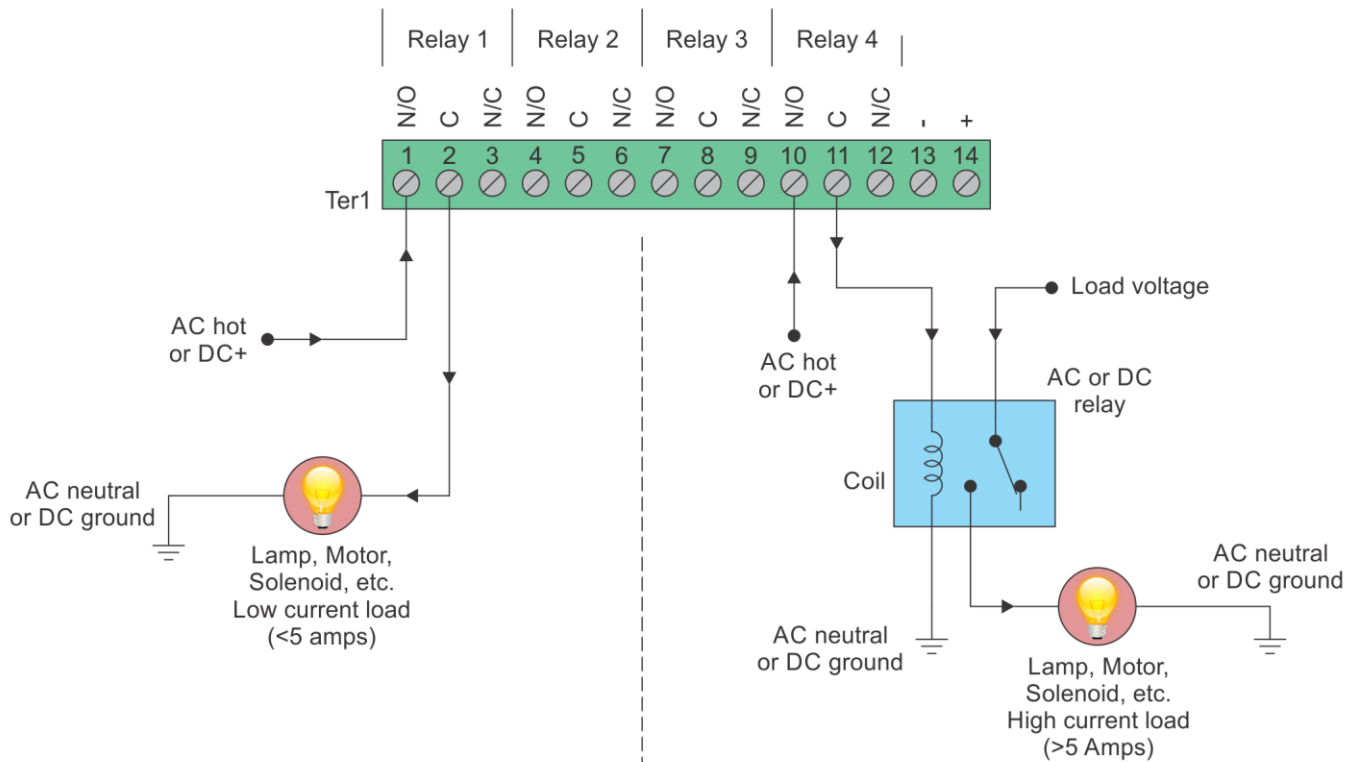 Relay 1 Relay 2 Relay 3 Relay 4
N/O C N/C N/O C N/C N/O C N/C N/O C N/C - +
1 2 3 4 5 6 7 8 9 10 11 12 13 14
Ter1
AC hot
or DC+
AC neutral
or DC ground
Lamp, Motor,
Solenoid, etc.
Low current load
(<5 amps)
AC hot
or DC+
Load voltage
AC or DC
relay
Coil
AC neutral
or DC ground
AC neutral
or DC ground
Lamp, Motor,
Solenoid, etc.
High current load
(>5 Amps)